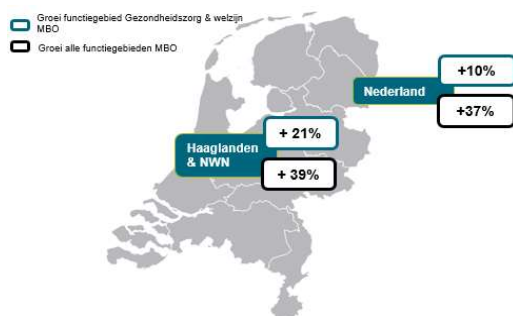 Groei functiegebied Gezondheidszorg & welzijn
MBO
Groei alle functiegebieden MBO
+10%
Nederland
+37%
+ 21%
Haaglanden
& NWN
+ 39%